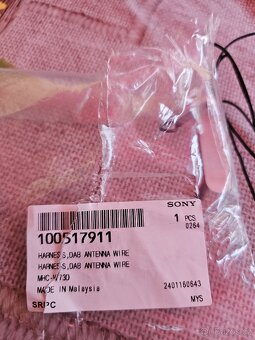 SONY
1 PCS
0264
100517911
HARNESS,DAB ANTENNA WIRE
HARNESS,DAB ANTENNA WIRE
MHC-V73D
MADE IN Malaysia
2401160643
SRPC
MYS